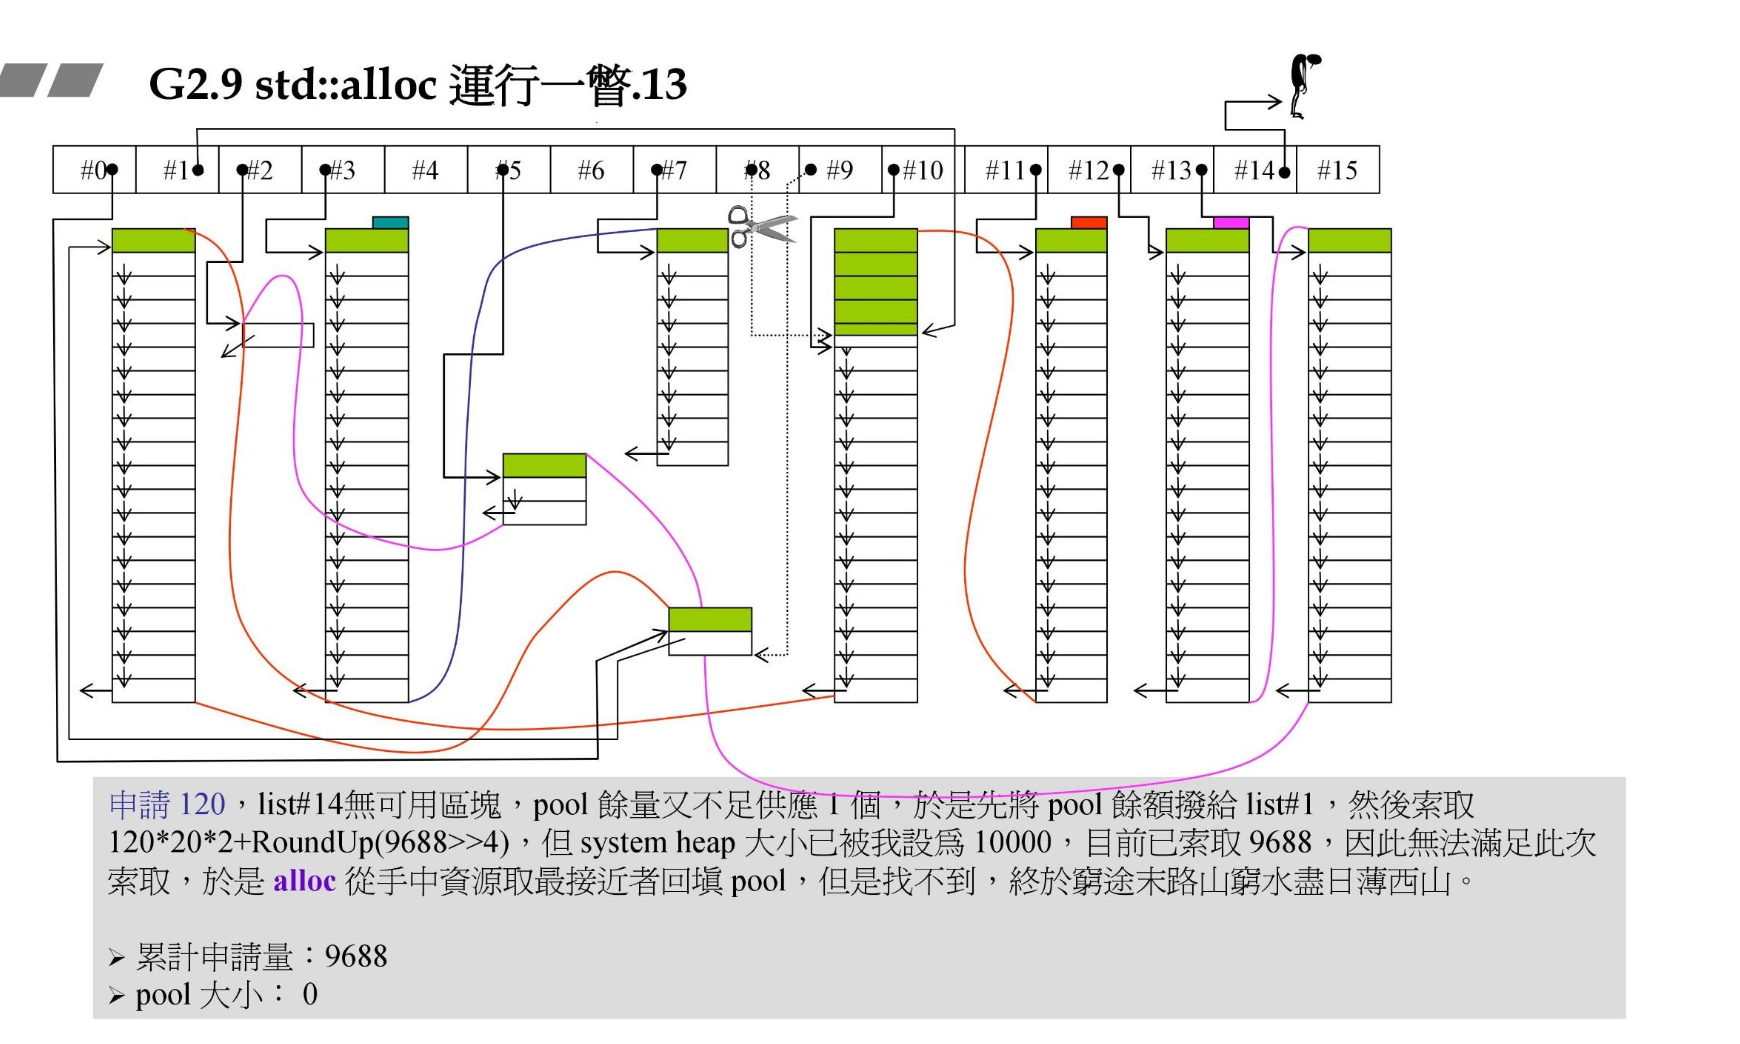 G2.9 std::alloc 運行一瞥.13
#0 #1 #2 #3 #4 #5 #6 #7 #8 #9 #10 #11 #12 #13 #14 #15
申請 120，list#14無可用區塊，pool 餘量又不足供應 1 個，於是先將 pool 餘額撥給 list#1，然後索取
120*20*2+RoundUp(9688>>4)，但 system heap 大小已被我設爲 10000，目前已索取 9688，因此無法滿足此次
索取，於是 alloc 從手中資源取最接近者回填 pool，但是找不到，終於窮途末路山窮水盡日薄西山。
➢ 累計申請量：9688
➢ pool 大小： 0